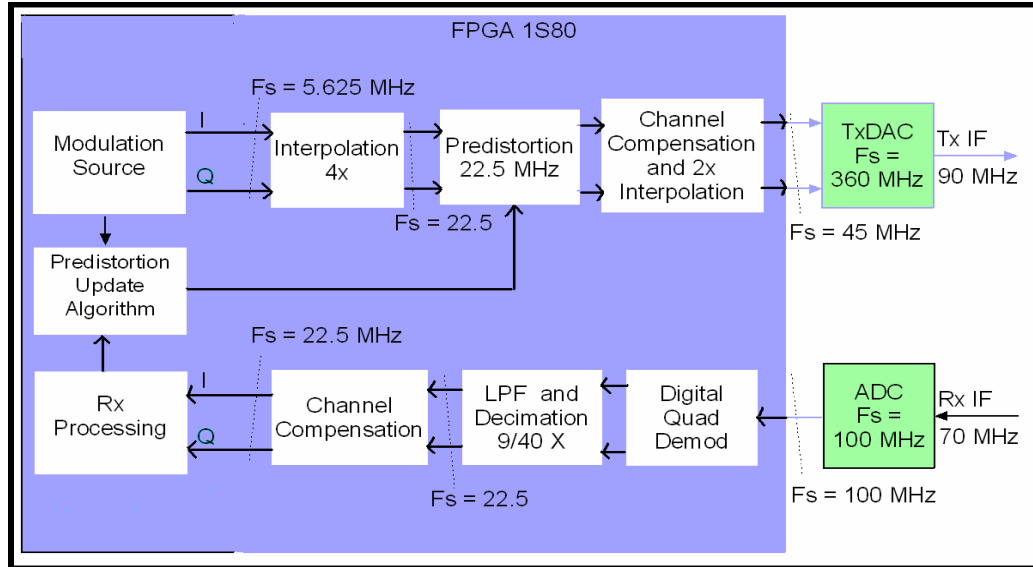 FPGA 1S80
Fs = 5.625 MHz
Modulation
Source
I
Q
Interpolation
4x
Fs = 22.5
Predistortion
22.5 MHz
Channel
Compensation
and 2x
Interpolation
Fs = 45 MHz
TxDAC
Fs =
360 MHz
Tx IF
90 MHz
Predistortion
Update
Algorithm
Fs = 22.5 MHz
Rx
Processing
I
Q
Channel
Compensation
Fs = 22.5
LPF and
Decimation
9/40 X
Digital
Quad
Demod
Fs = 100 MHz
ADC
Fs =
100 MHz
Rx IF
70 MHz